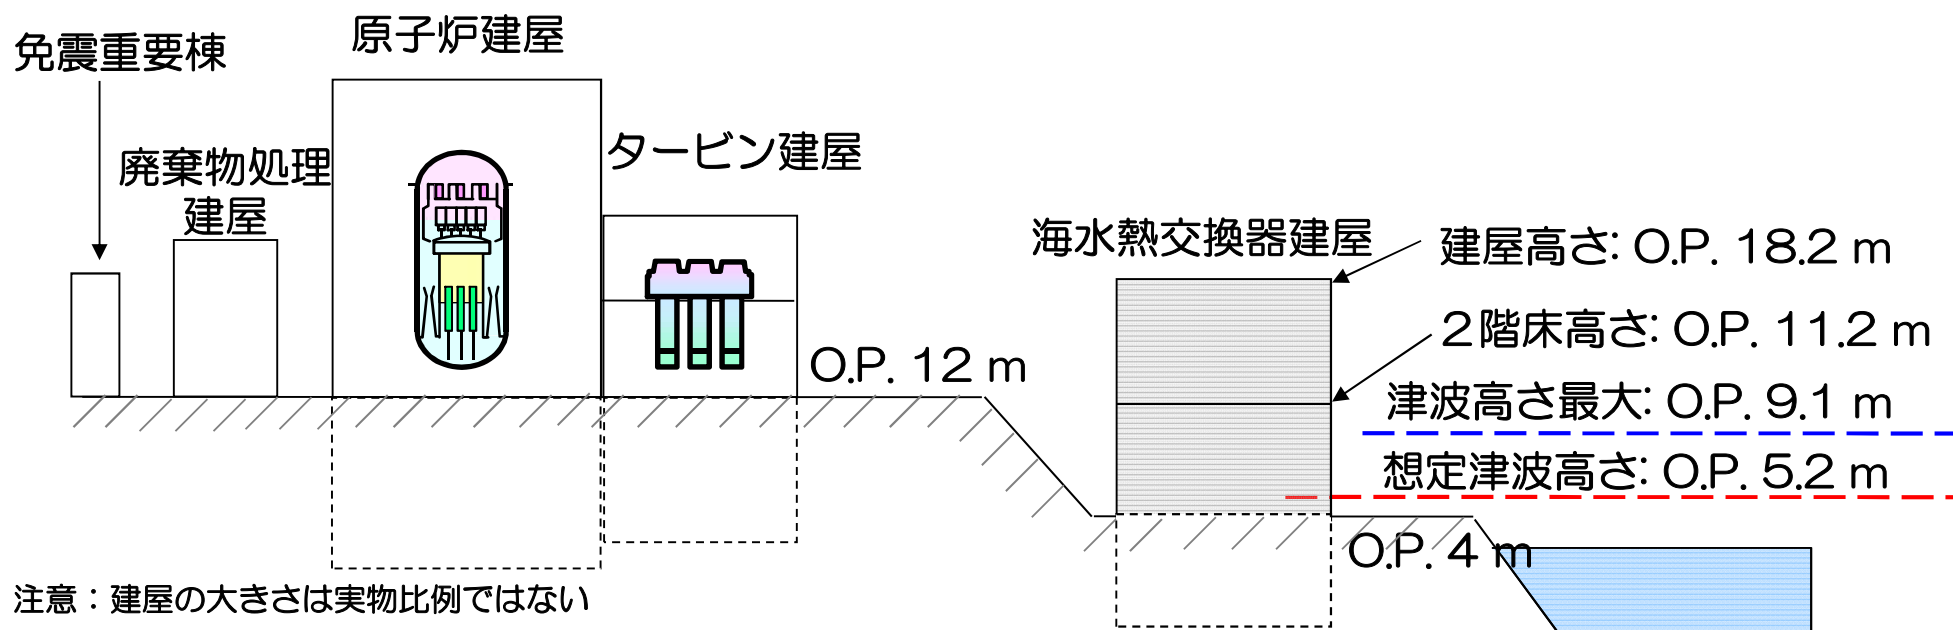 免震重要棟
原子炉建屋
廃棄物処理
建屋
タービン建屋
O.P. 12 m
海水熱交換器建屋
建屋高さ: O.P. 18.2 m
２階床高さ: O.P. 11.2 m
津波高さ最大: O.P. 9.1 m
想定津波高さ: O.P. 5.2 m
O.P. 4 m
注意：建屋の大きさは実物比例ではない